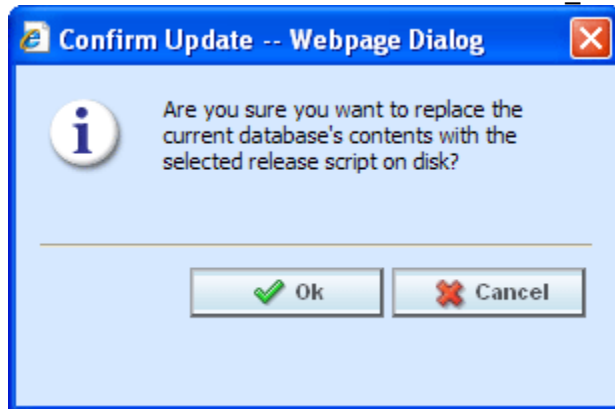 Confirm Update -- Webpage Dialog
Are you sure you want to replace the
current database's contents with the
selected release script on disk?
Ok
Cancel